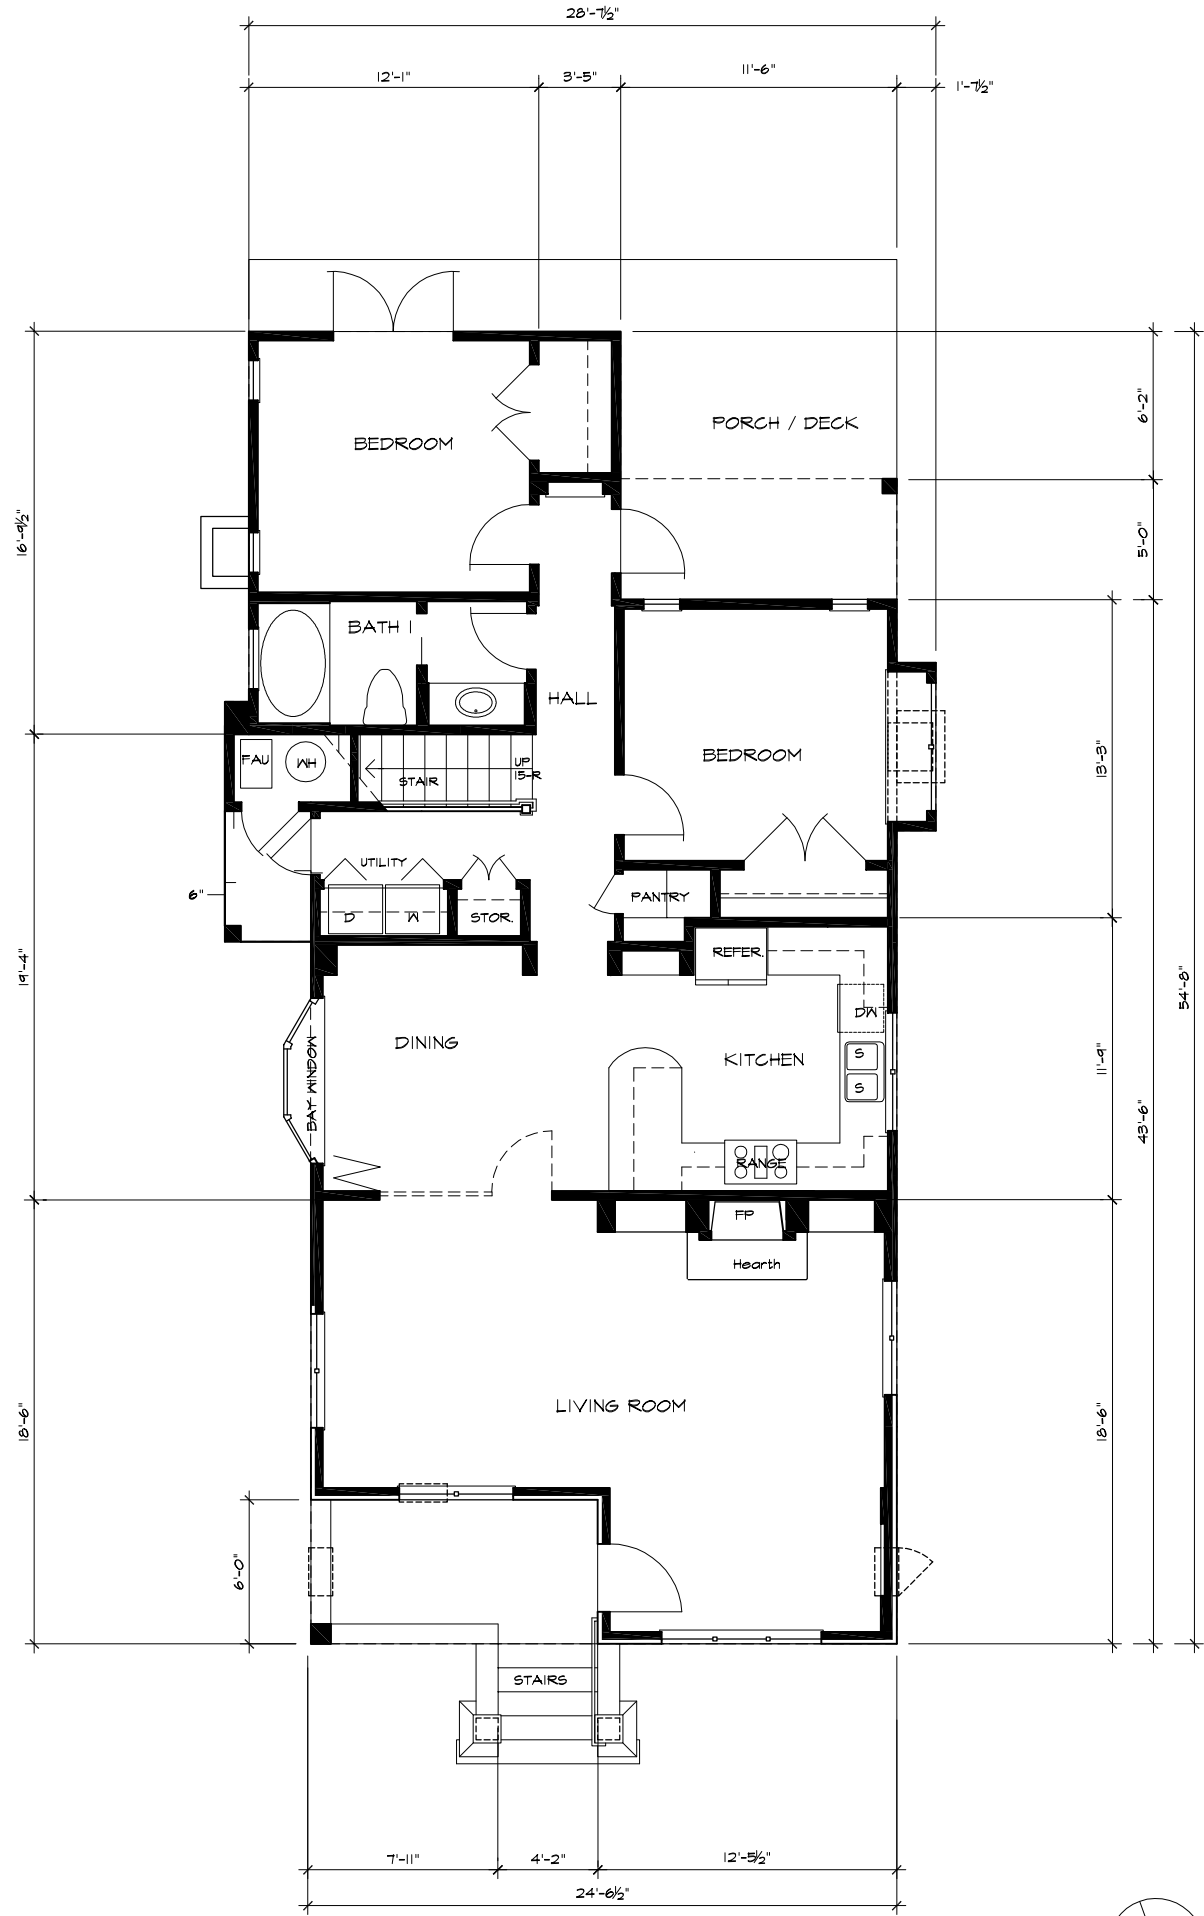 28'-7½"
12'-1"
3'-5"
11'-6"
1'-7½"
6'-2"
PORCH / DECK
BEDROOM
16'-9½"
5'-0"
BATH 1
HALL
BEDROOM
13'-3"
FAU
WH
UP
15-R
STAIR
UTILITY
6"
D
W
STOR.
PANTRY
19'-4"
REFER.
54'-8"
DW
DINING
KITCHEN
S
S
BAY WINDOW
11'-9"
43'-6"
RANGE
FP
Hearth
LIVING ROOM
18'-6"
18'-6"
6'-0"
STAIRS
7'-11"
4'-2"
12'-5½"
24'-6½"